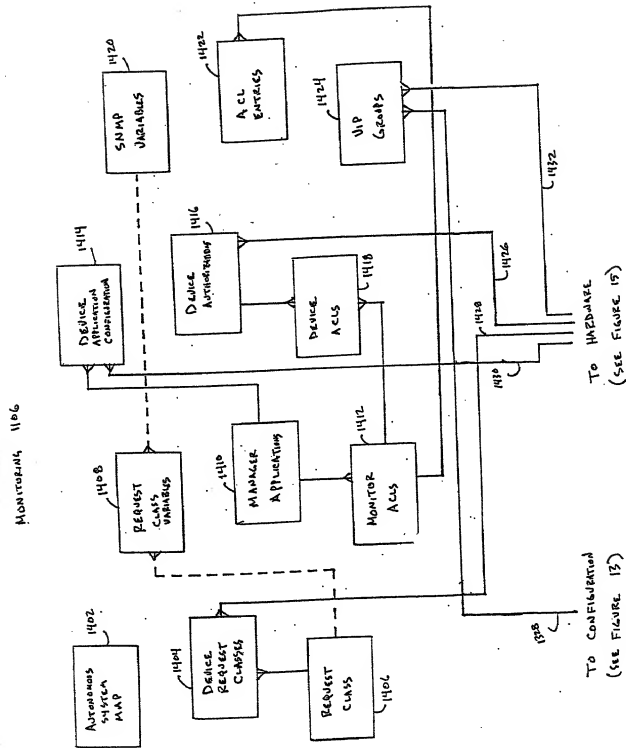 MONITORING 1106
AUTONOMOUS
SYSTEM
MAP
1402
DEVICE
REQUEST
CLASSES
1404
REQUEST
CLASS
1406
REQUEST
CLASS
VARIABLES
1408
MANAGER
APPLICATIONS
1410
MONITOR
ACLS
1412
DEVICE
APPLICATION
CONFIGURATION
1414
DEVICE
AUTHORIZATION
1416
DEVICE
ACLS
1418
SNMP
VARIABLES
1420
ACL
ENTRIES
1422
VIP
GROUPS
1424
1328
1430
1428
1426
1432
TO CONFIGURATION
(SEE FIGURE 13)
TO HARDWARE
(SEE FIGURE 15)